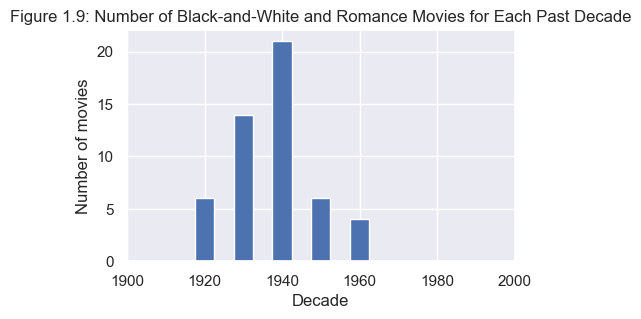 Figure 1.9: Number of Black-and-White and Romance Movies for Each Past Decade
20
15
10
5
0
Number of movies
1900 1920 1940 1960 1980 2000
Decade